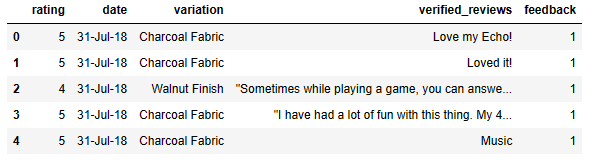 rating date variation verified_reviews feedback
0 5 31-Jul-18 Charcoal Fabric Love my Echo! 1
1 5 31-Jul-18 Charcoal Fabric Loved it! 1
2 4 31-Jul-18 Walnut Finish "Sometimes while playing a game, you can answe... 1
3 5 31-Jul-18 Charcoal Fabric "I have had a lot of fun with this thing. My 4... 1
4 5 31-Jul-18 Charcoal Fabric Music 1